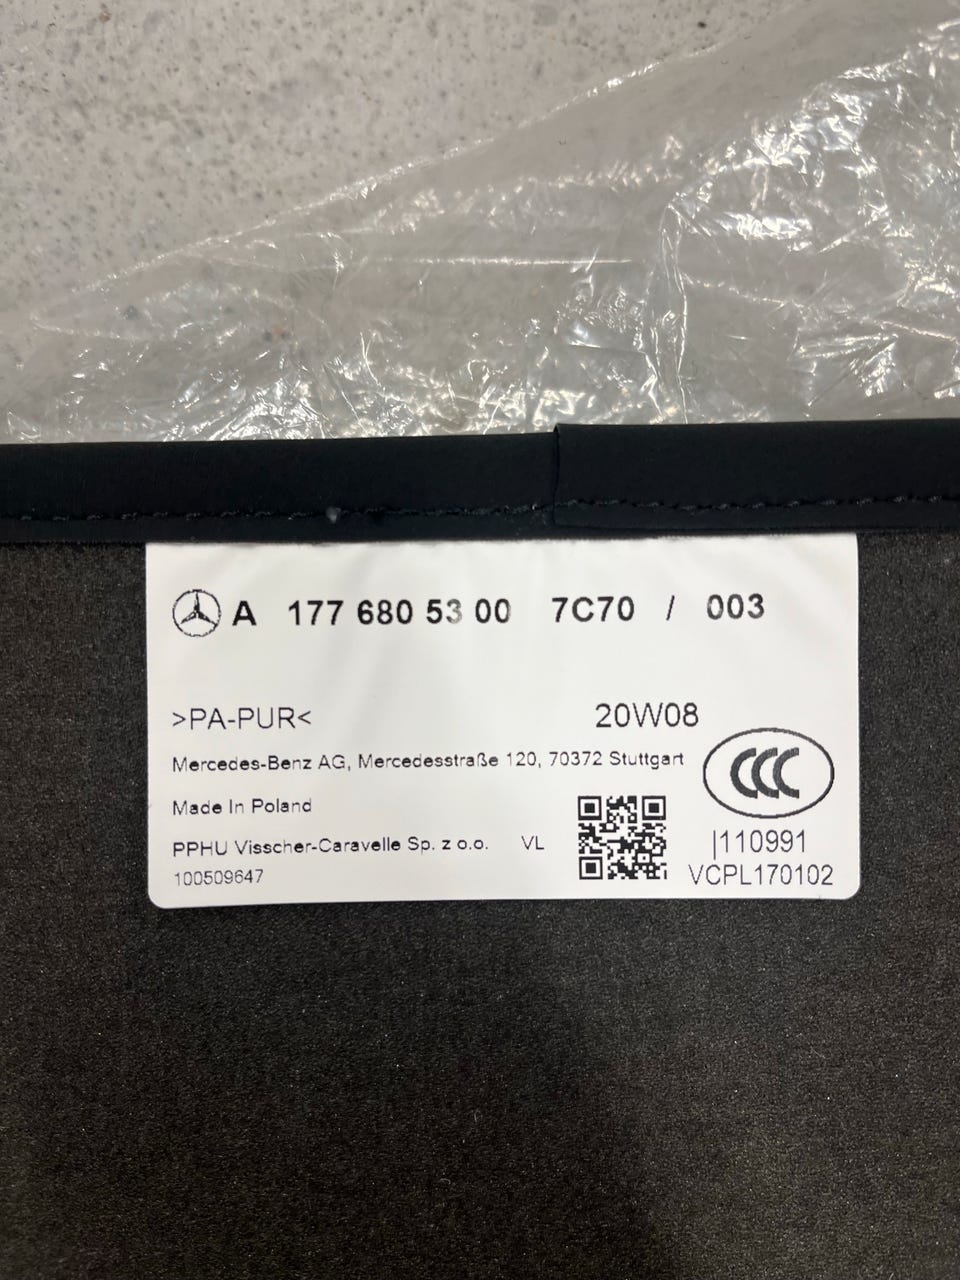 A 177 680 53 00 7C70 / 003
>PA-PUR< 20W08
Mercedes-Benz AG, Mercedesstraße 120, 70372 Stuttgart
CCC
Made In Poland
PPHU Visscher-Caravelle Sp. z o.o. VL
|110991
100509647
VCPL170102